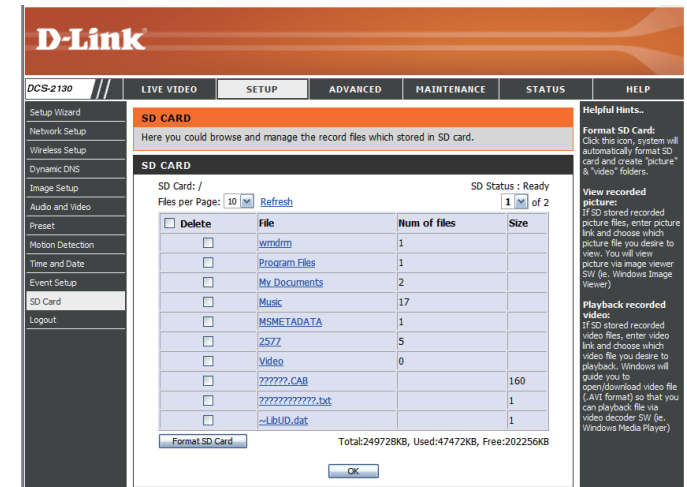 D-Link
DCS-2130 LIVE VIDEO SETUP ADVANCED MAINTENANCE STATUS HELP
Setup Wizard
Network Setup
Wireless Setup
Dynamic DNS
Image Setup
Audio and Video
Preset
Motion Detection
Time and Date
Event Setup
SD Card
Logout
SD CARD
Here you could browse and manage the record files which stored in SD card.
SD CARD
SD Card: / SD Status : Ready
Files per Page: 10 Refresh 1 of 2
Delete File Num of files Size
wmdrm 1
Program Files 1
My Documents 2
Music 17
MSMETADATA 1
2577 5
Video 0
??????.CAB 160
????????????.txt 1
~LibUD.dat 1
Format SD Card Total:249728KB, Used:47472KB, Free:202256KB
OK
Helpful Hints..
Format SD Card:
Click this icon, system will
automatically format SD
card and create "picture"
& "video" folders.
View recorded
picture:
If SD stored recorded
picture files, enter picture
link and choose which
picture file you desire to
view. You will view
picture via image viewer
SW (ie. Windows Image
Viewer)
Playback recorded
video:
If SD stored recorded
video files, enter video
link and choose which
video file you desire to
playback. Windows will
guide you to
open/download video file
(.AVI format) so that you
can playback file via
video decoder SW (ie.
Windows Media Player)